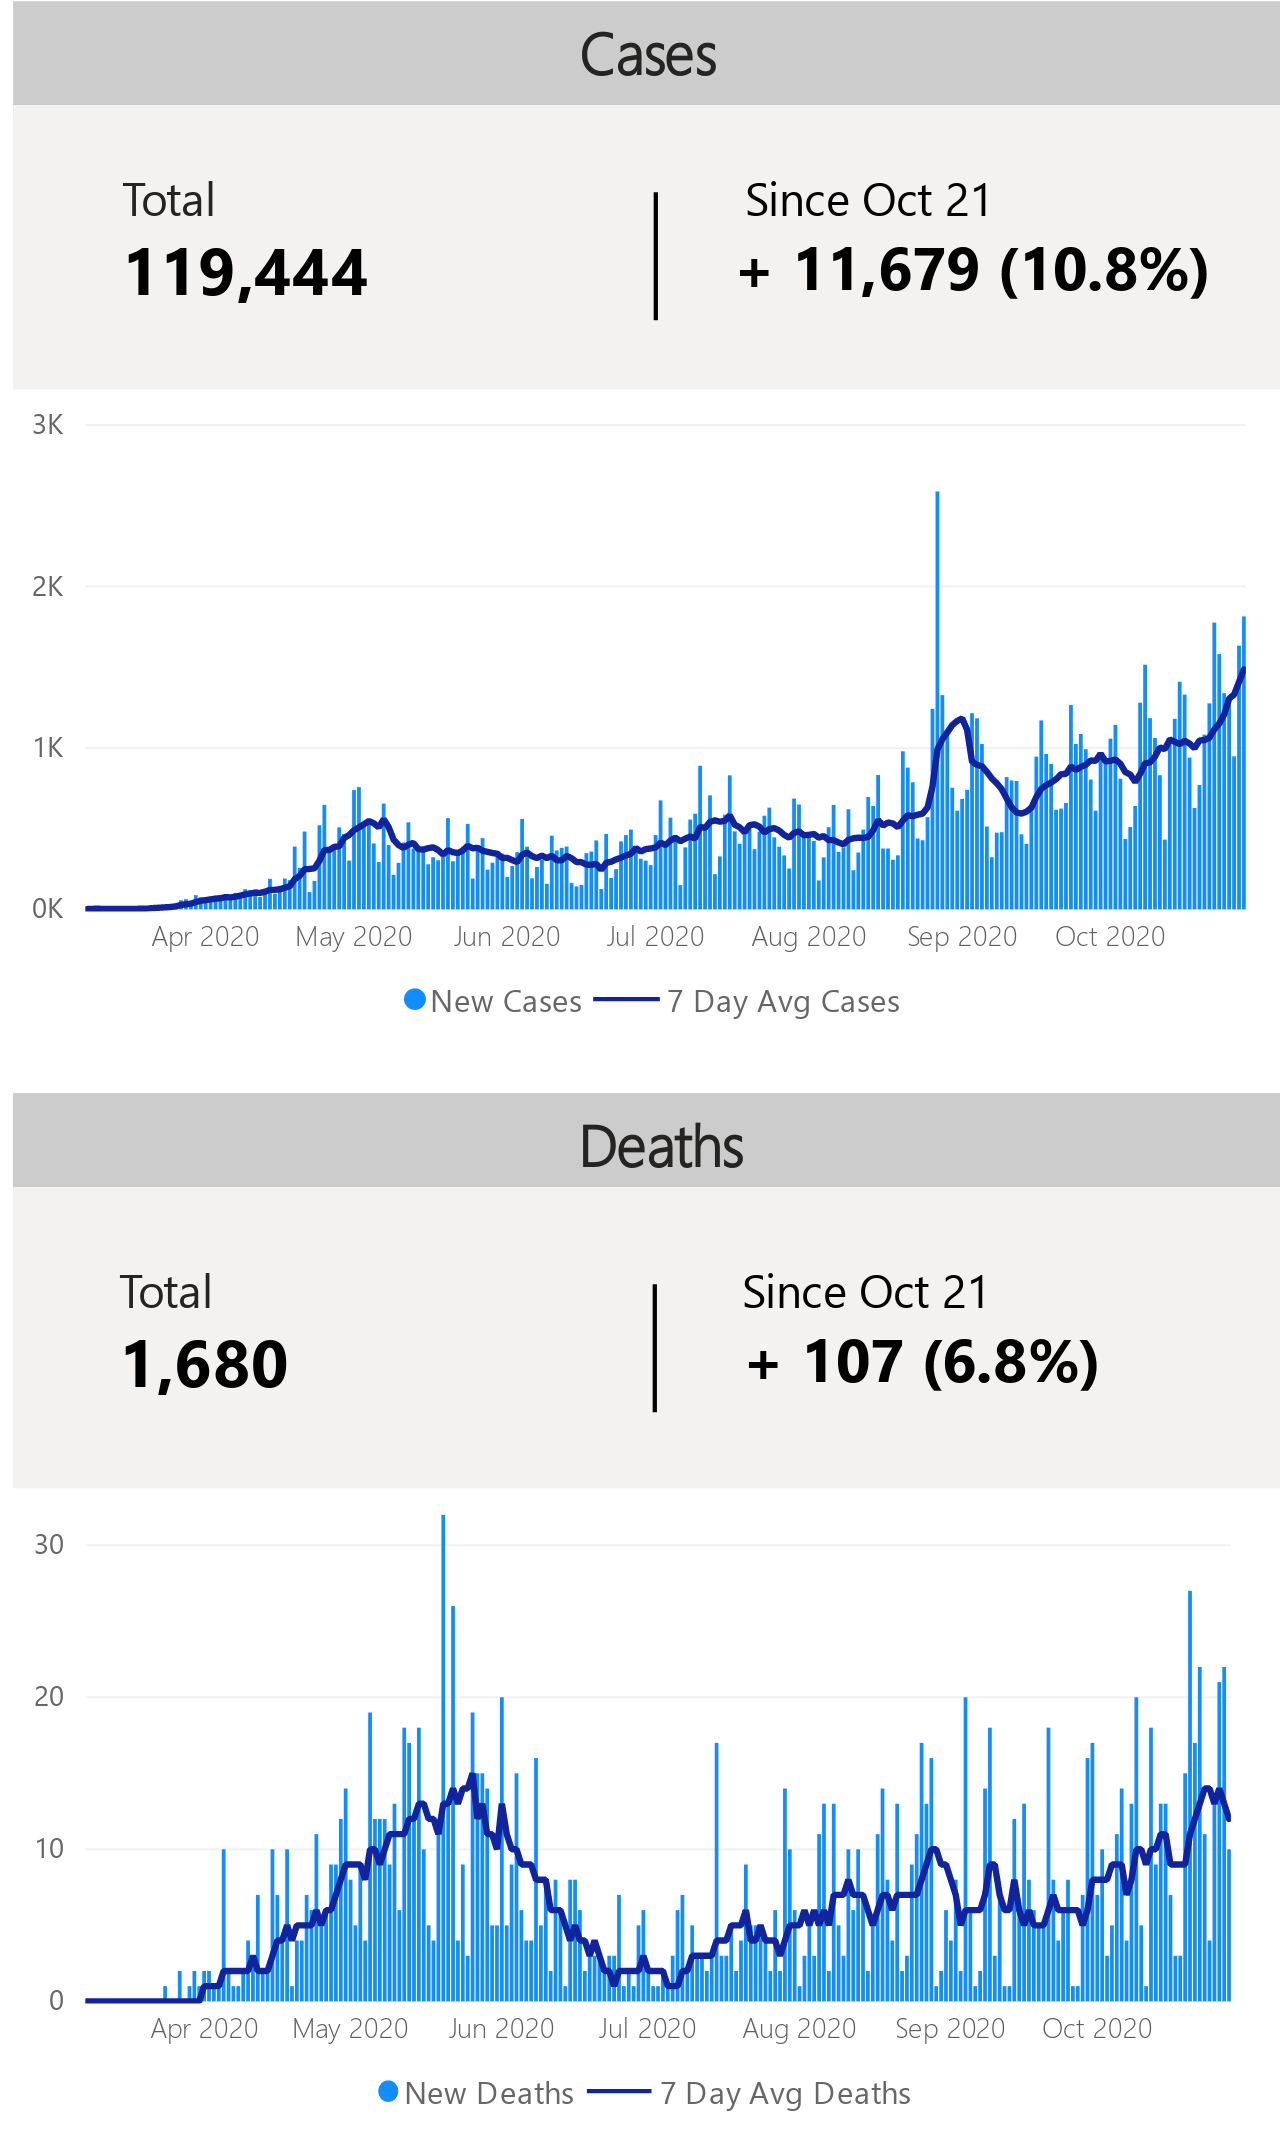 Cases
Total
Since Oct 21
119,444
+ 11,679 (10.8%)
3K
2K
1K
0K
Apr 2020 May 2020 Jun 2020 Jul 2020 Aug 2020 Sep 2020 Oct 2020
New Cases 7 Day Avg Cases
Deaths
Total
Since Oct 21
1,680
+ 107 (6.8%)
30
20
10
0
Apr 2020 May 2020 Jun 2020 Jul 2020 Aug 2020 Sep 2020 Oct 2020
New Deaths 7 Day Avg Deaths